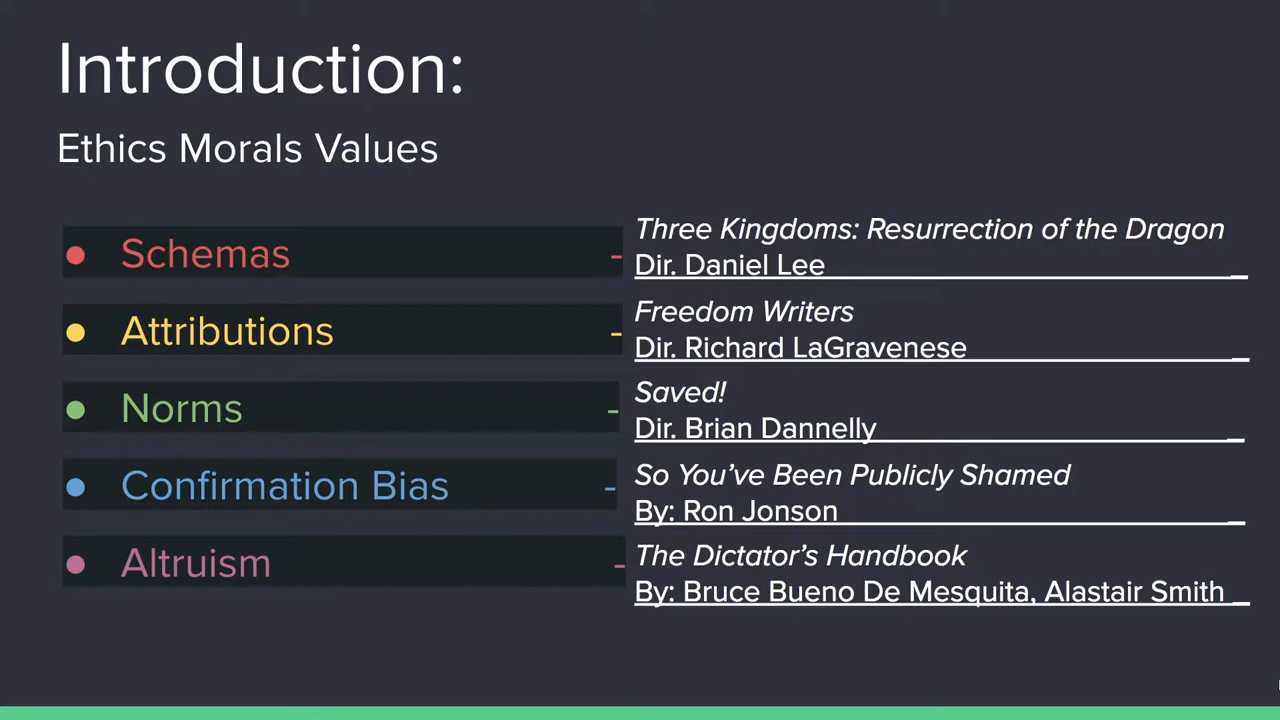 Introduction:
Ethics Morals Values
● Schemas -
Three Kingdoms: Resurrection of the Dragon
Dir. Daniel Lee
● Attributions -
Freedom Writers
Dir. Richard LaGravenese
● Norms -
Saved!
Dir. Brian Dannelly
● Confirmation Bias -
So You’ve Been Publicly Shamed
By: Ron Jonson
● Altruism -
The Dictator’s Handbook
By: Bruce Bueno De Mesquita, Alastair Smith